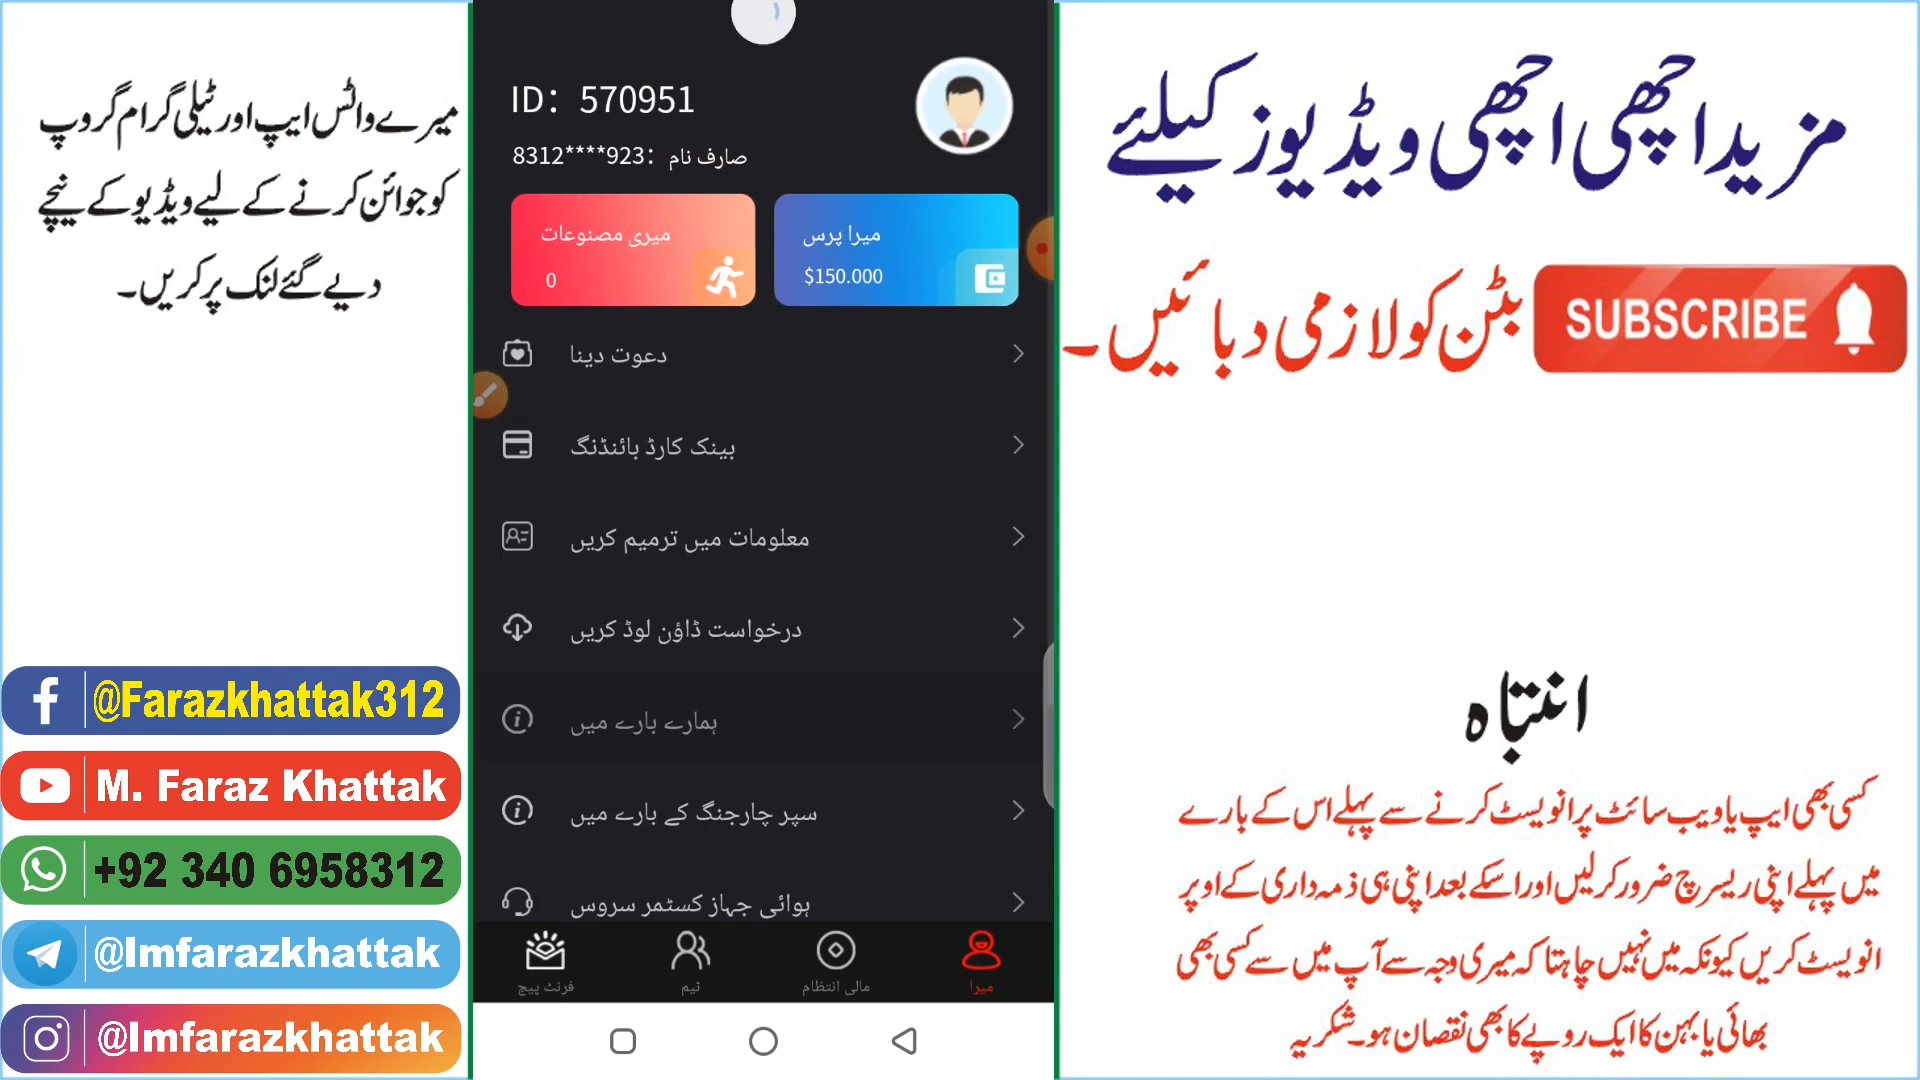 میرے واٹس ایپ اور ٹیلی گرام گروپ
کو جوائن کرنے کے لیے ویڈیو کے نیچے
دیے گئے لنک پر کریں۔
@Farazkhattak312
M. Faraz Khattak
+92 340 6958312
@Imfarazkhattak
@Imfarazkhattak
ID: 570951
صارف نام :8312****923
میری مصنوعات
0
میرا پرس
$150.000
دعوت دینا
بینک کارڈ بائنڈنگ
معلومات میں ترمیم کریں
درخواست ڈاؤن لوڈ کریں
ہمارے بارے میں
سپر چارجنگ کے بارے میں
ہوائی جہاز کسٹمر سروس
فرنٹ پیج
ٹیم
مالی انتظام
میرا
مزید اچھی اچھی ویڈیوز کیلئے
SUBSCRIBE بٹن کو لازمی دبائیں۔
انتباہ
کسی بھی ایپ یا ویب سائٹ پر انویسٹ کرنے سے پہلے اس کے بارے
میں پہلے اپنی ریسرچ ضرور کرلیں اور اسکے بعد اپنی ہی ذمہ داری کے اوپر
انویسٹ کریں کیونکہ میں نہیں چاہتا کہ میری وجہ سے آپ میں سے کسی بھی
بھائی یا بہن کا ایک روپے کا بھی نقصان ہو۔ شکریہ